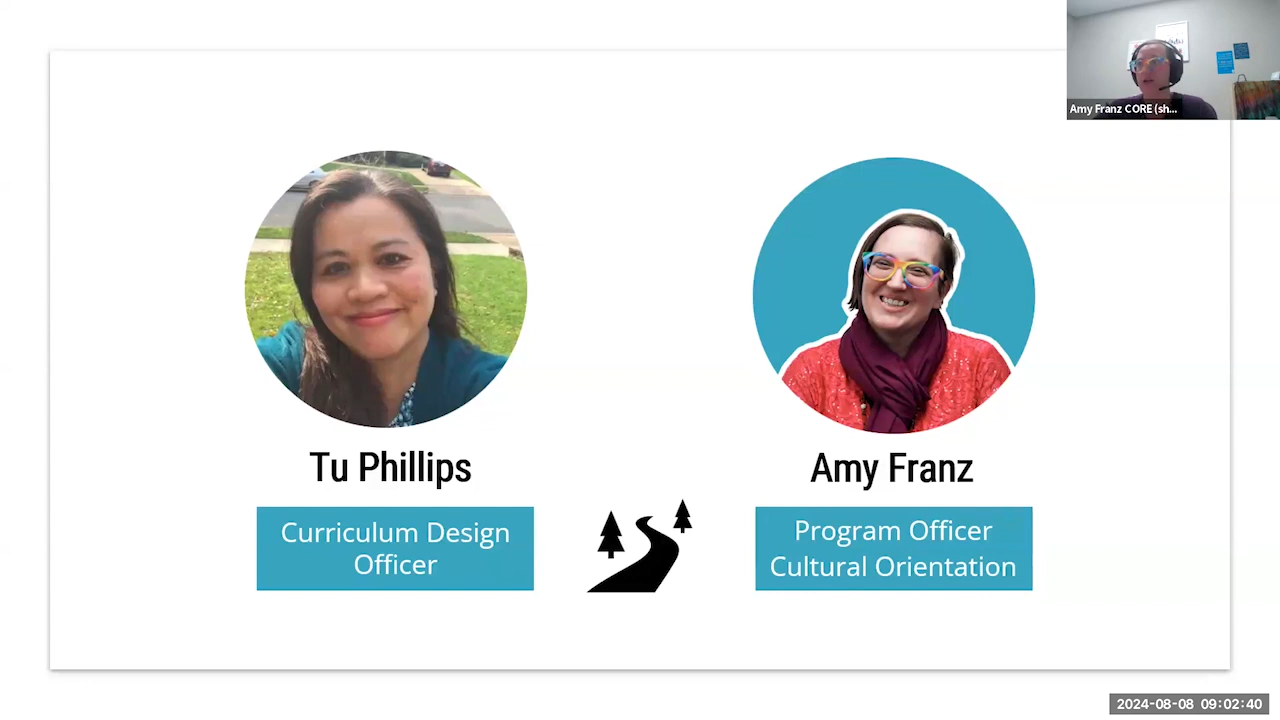 Amy Franz CORE (sh...
Tu Phillips
Curriculum Design
Officer
Amy Franz
Program Officer
Cultural Orientation
2024-08-08 09:02:40